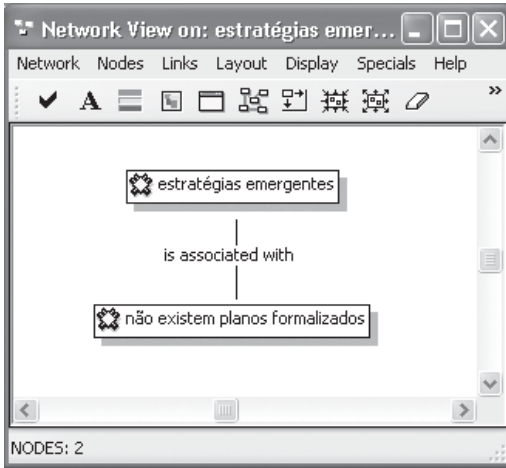 Network View on: estratégias emer...
Network Nodes Links Layout Display Specials Help
A »
estratégias emergentes
is associated with
não existem planos formalizados
NODES: 2